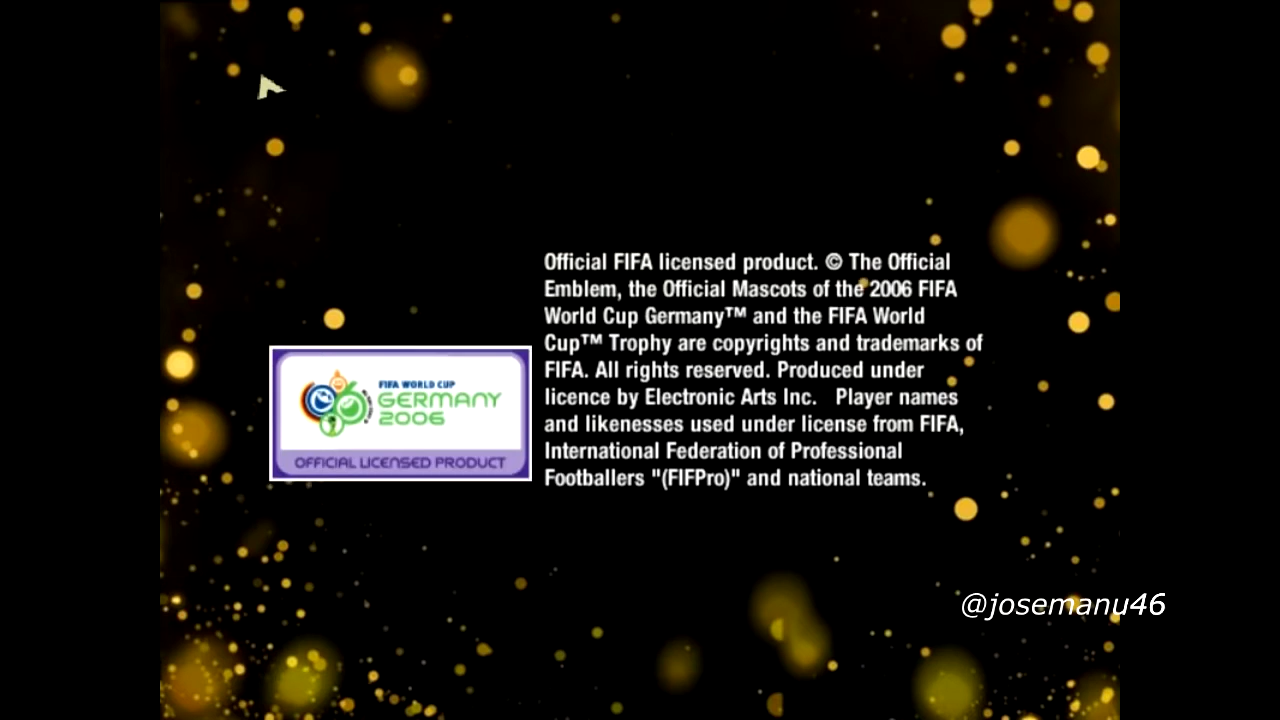 Official FIFA licensed product. © The Official
Emblem, the Official Mascots of the 2006 FIFA
World Cup Germany™ and the FIFA World
Cup™ Trophy are copyrights and trademarks of
FIFA. All rights reserved. Produced under
licence by Electronic Arts Inc.   Player names
and likenesses used under license from FIFA,
International Federation of Professional
Footballers "(FIFPro)" and national teams.
FIFA WORLD CUP
GERMANY
2006
OFFICIAL LICENSED PRODUCT
@josemanu46